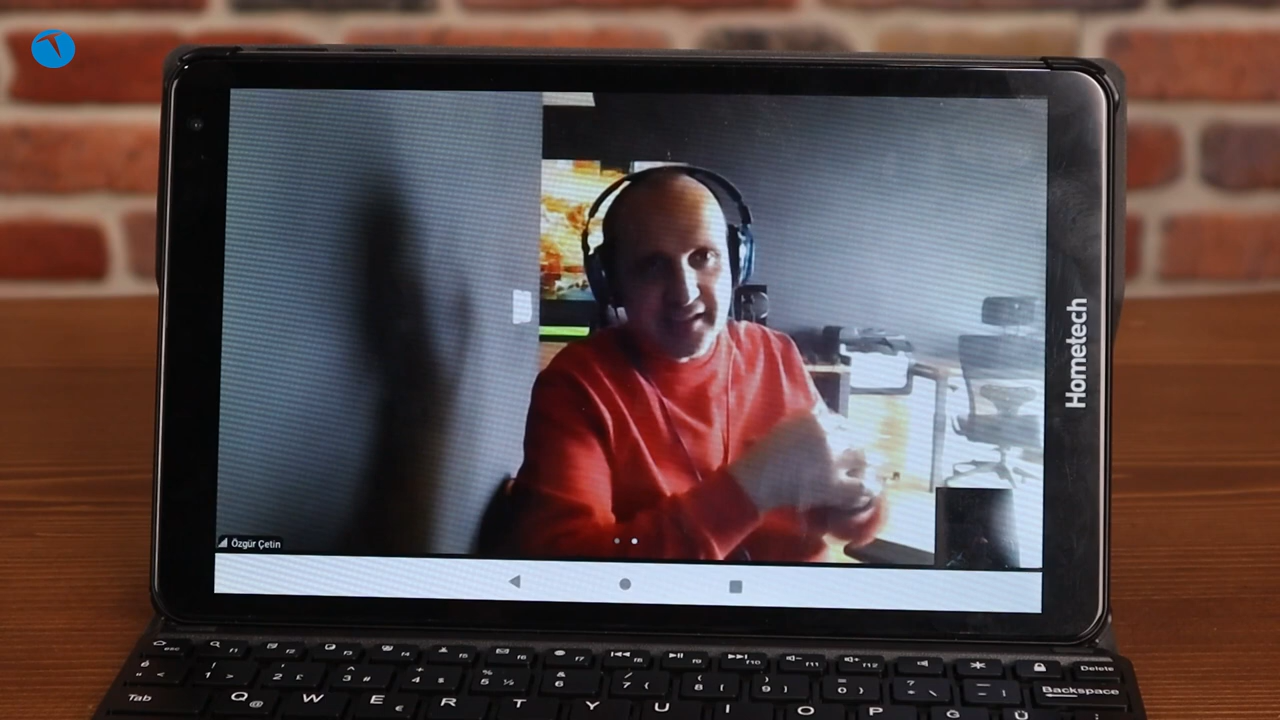 Hometech
Özgür Çetin
esc f1 f2 f3 f4 f5 f6 f7 f8 f9 f10 f11 f12 Delete
Backspace
Tab Q @ W E € R T Y U I O P Ğ Ü